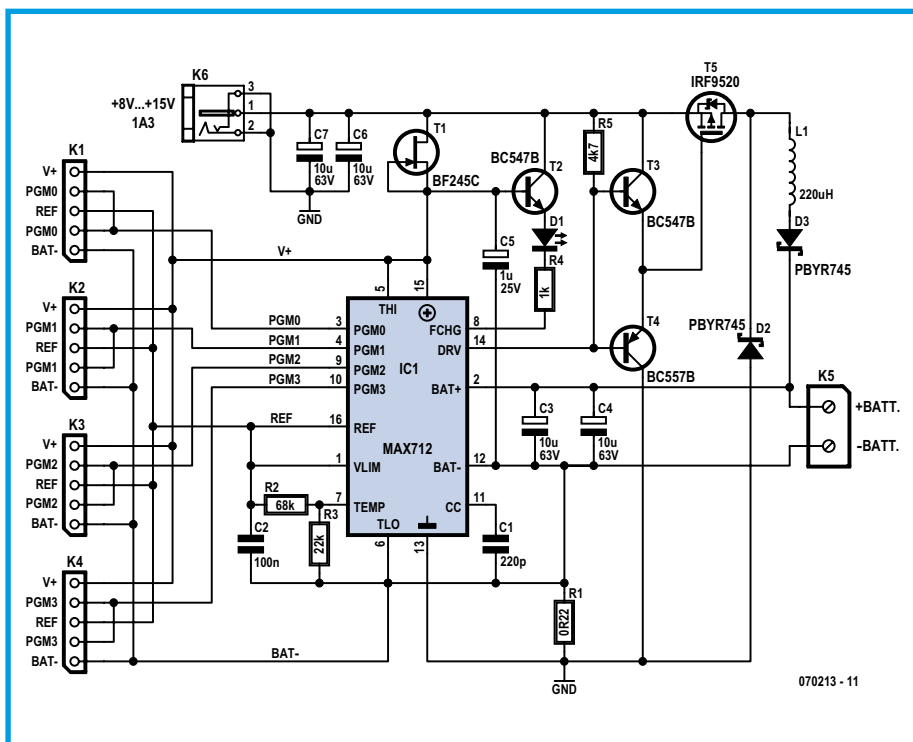 K6
+8V...+15V
1A3
3
1
2
C7
10u
63V
C6
10u
63V
GND
T1
BF245C
BC547B
T2
D1
R4
1k
C5
1u
25V
R5
4k7
T3
BC547B
T5
IRF9520
L1
220uH
D3
PBYR745
T4
BC557B
PBYR745
D2
K5
+BATT.
-BATT.
K1
V+
PGM0
REF
PGM0
BAT-
K2
V+
PGM1
REF
PGM1
BAT-
K3
V+
PGM2
REF
PGM2
BAT-
K4
V+
PGM3
REF
PGM3
BAT-
V+
PGM0
PGM1
PGM2
PGM3
REF
BAT-
5
15
THI
3
PGM0
FCHG
8
4
PGM1
DRV
14
9
PGM2
IC1
10
PGM3
BAT+
2
16
REF
MAX712
1
VLIM
BAT-
12
7
TEMP
CC
11
TLO
6
13
R2
68k
R3
22k
C2
100n
C3
10u
63V
C4
10u
63V
C1
220p
R1
0R22
GND
070213 - 11